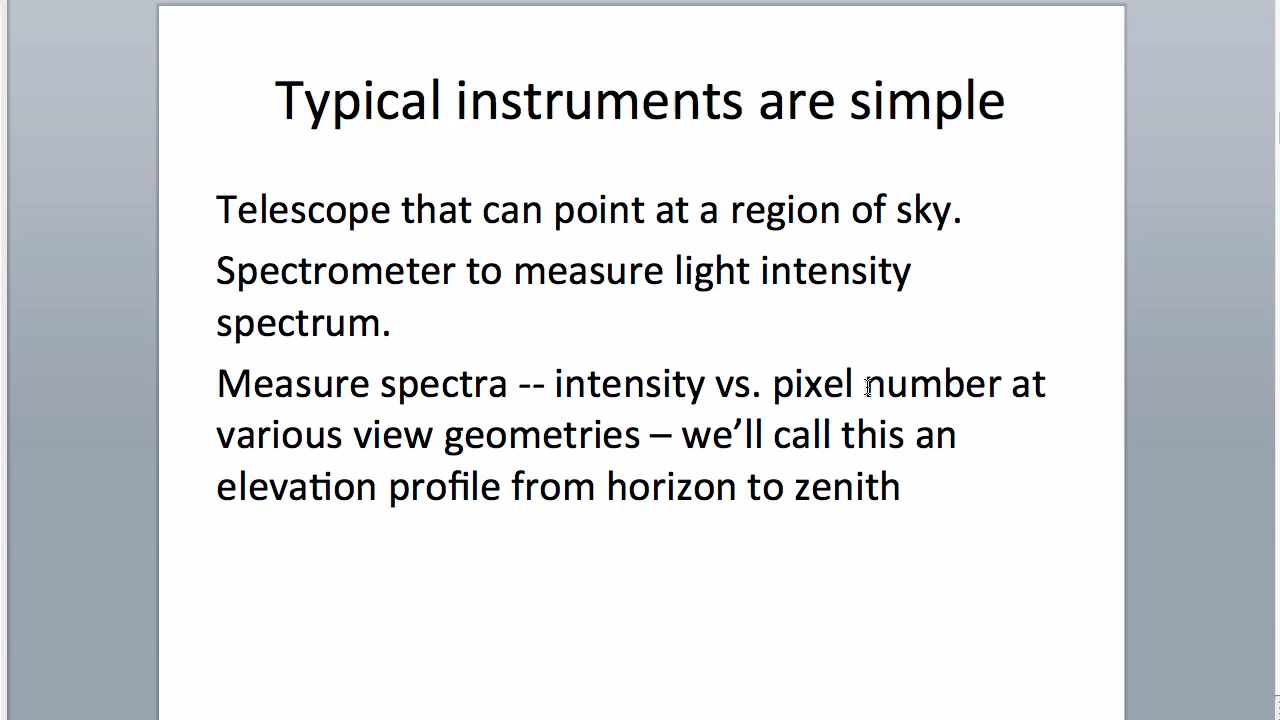 Typical instruments are simple
Telescope that can point at a region of sky.
Spectrometer to measure light intensity
spectrum.
Measure spectra -- intensity vs. pixel number at
various view geometries – we’ll call this an
elevation profile from horizon to zenith